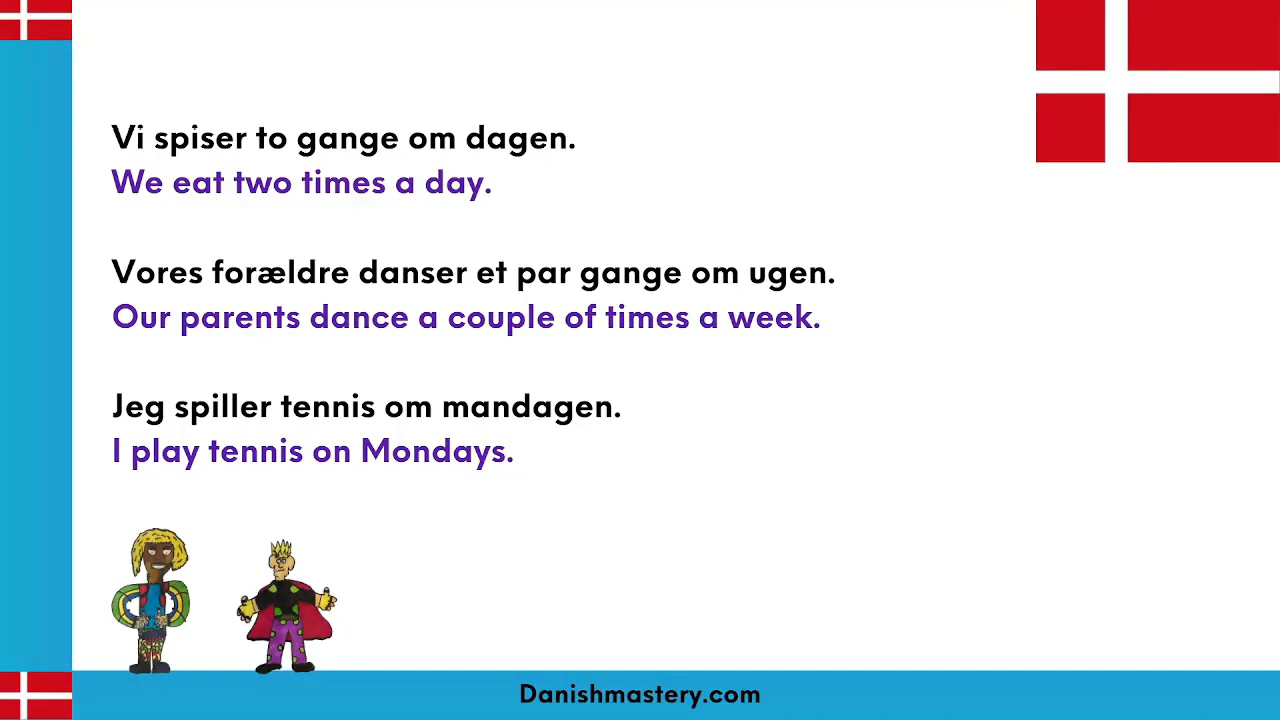 Vi spiser to gange om dagen.
We eat two times a day.
Vores forældre danser et par gange om ugen.
Our parents dance a couple of times a week.
Jeg spiller tennis om mandagen.
I play tennis on Mondays.
Danishmastery.com